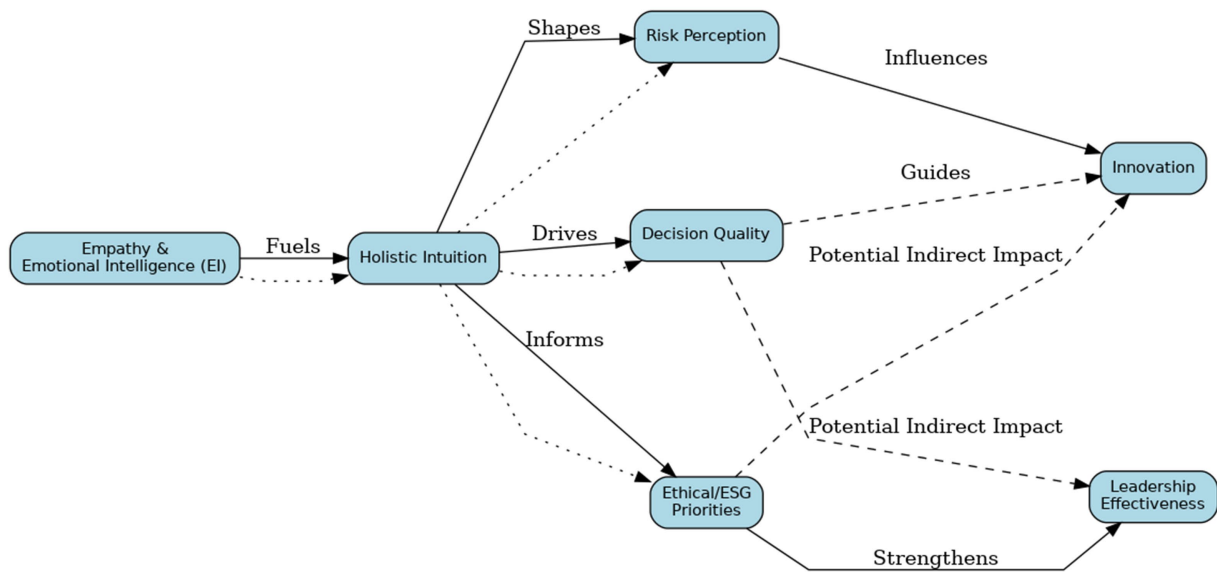 Shapes
Risk Perception
Influences
Innovation
Guides
Empathy &
Emotional Intelligence (EI)
Fuels
Holistic Intuition
Drives
Decision Quality
Potential Indirect Impact
Informs
Potential Indirect Impact
Ethical/ESG
Priorities
Leadership
Effectiveness
Strengthens